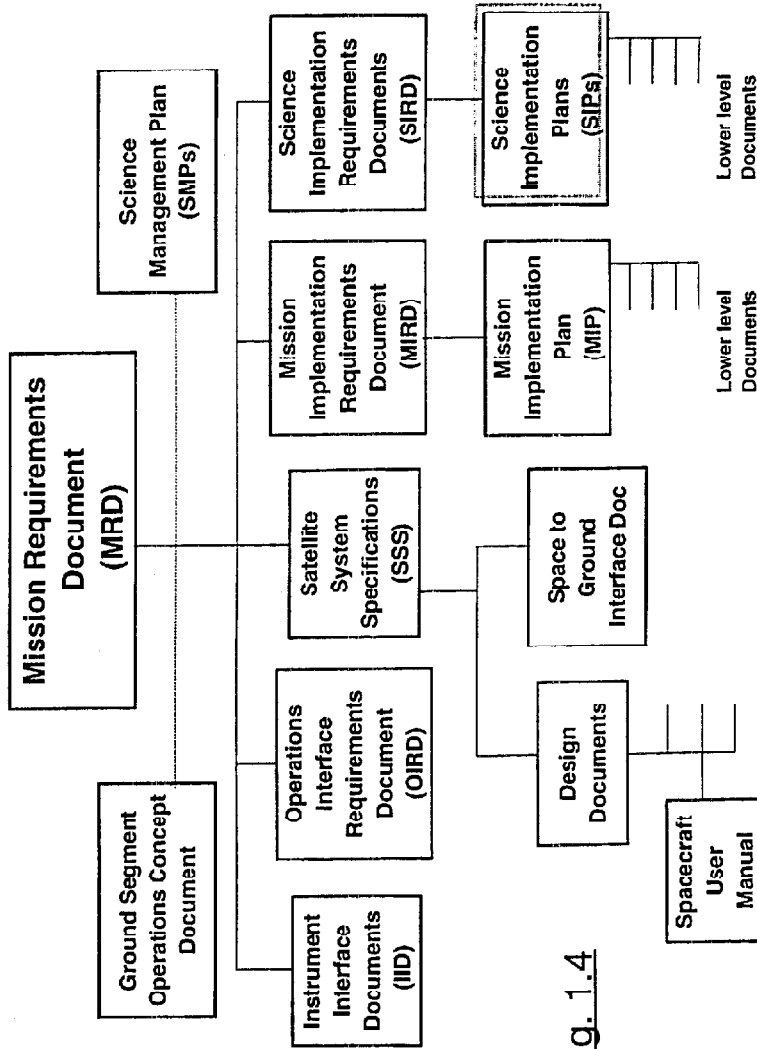 Mission Requirements
Document
(MRD)
Ground Segment
Operations Concept
Document
Science
Management Plan
(SMPs)
Instrument
Interface
Documents
(IID)
Operations
Interface
Requirements
Document
(OIRD)
Satellite
System
Specifications
(SSS)
Mission
Implementation
Requirements
Document
(MIRD)
Science
Implementation
Requirements
Documents
(SIRD)
Design
Documents
Space to
Ground
Interface Doc
Mission
Implementation
Plan
(MIP)
Science
Implementation
Plans
(SIPs)
Spacecraft
User
Manual
Lower level
Documents
Lower level
Documents
g. 1.4